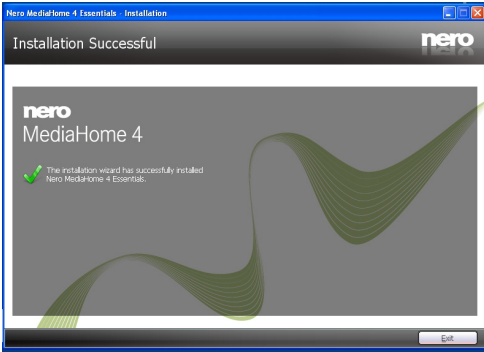 Nero MediaHome 4 Essentials - Installation
Installation Successful
nero
nero
MediaHome 4
The installation wizard has successfully installed
Nero MediaHome 4 Essentials.
Exit